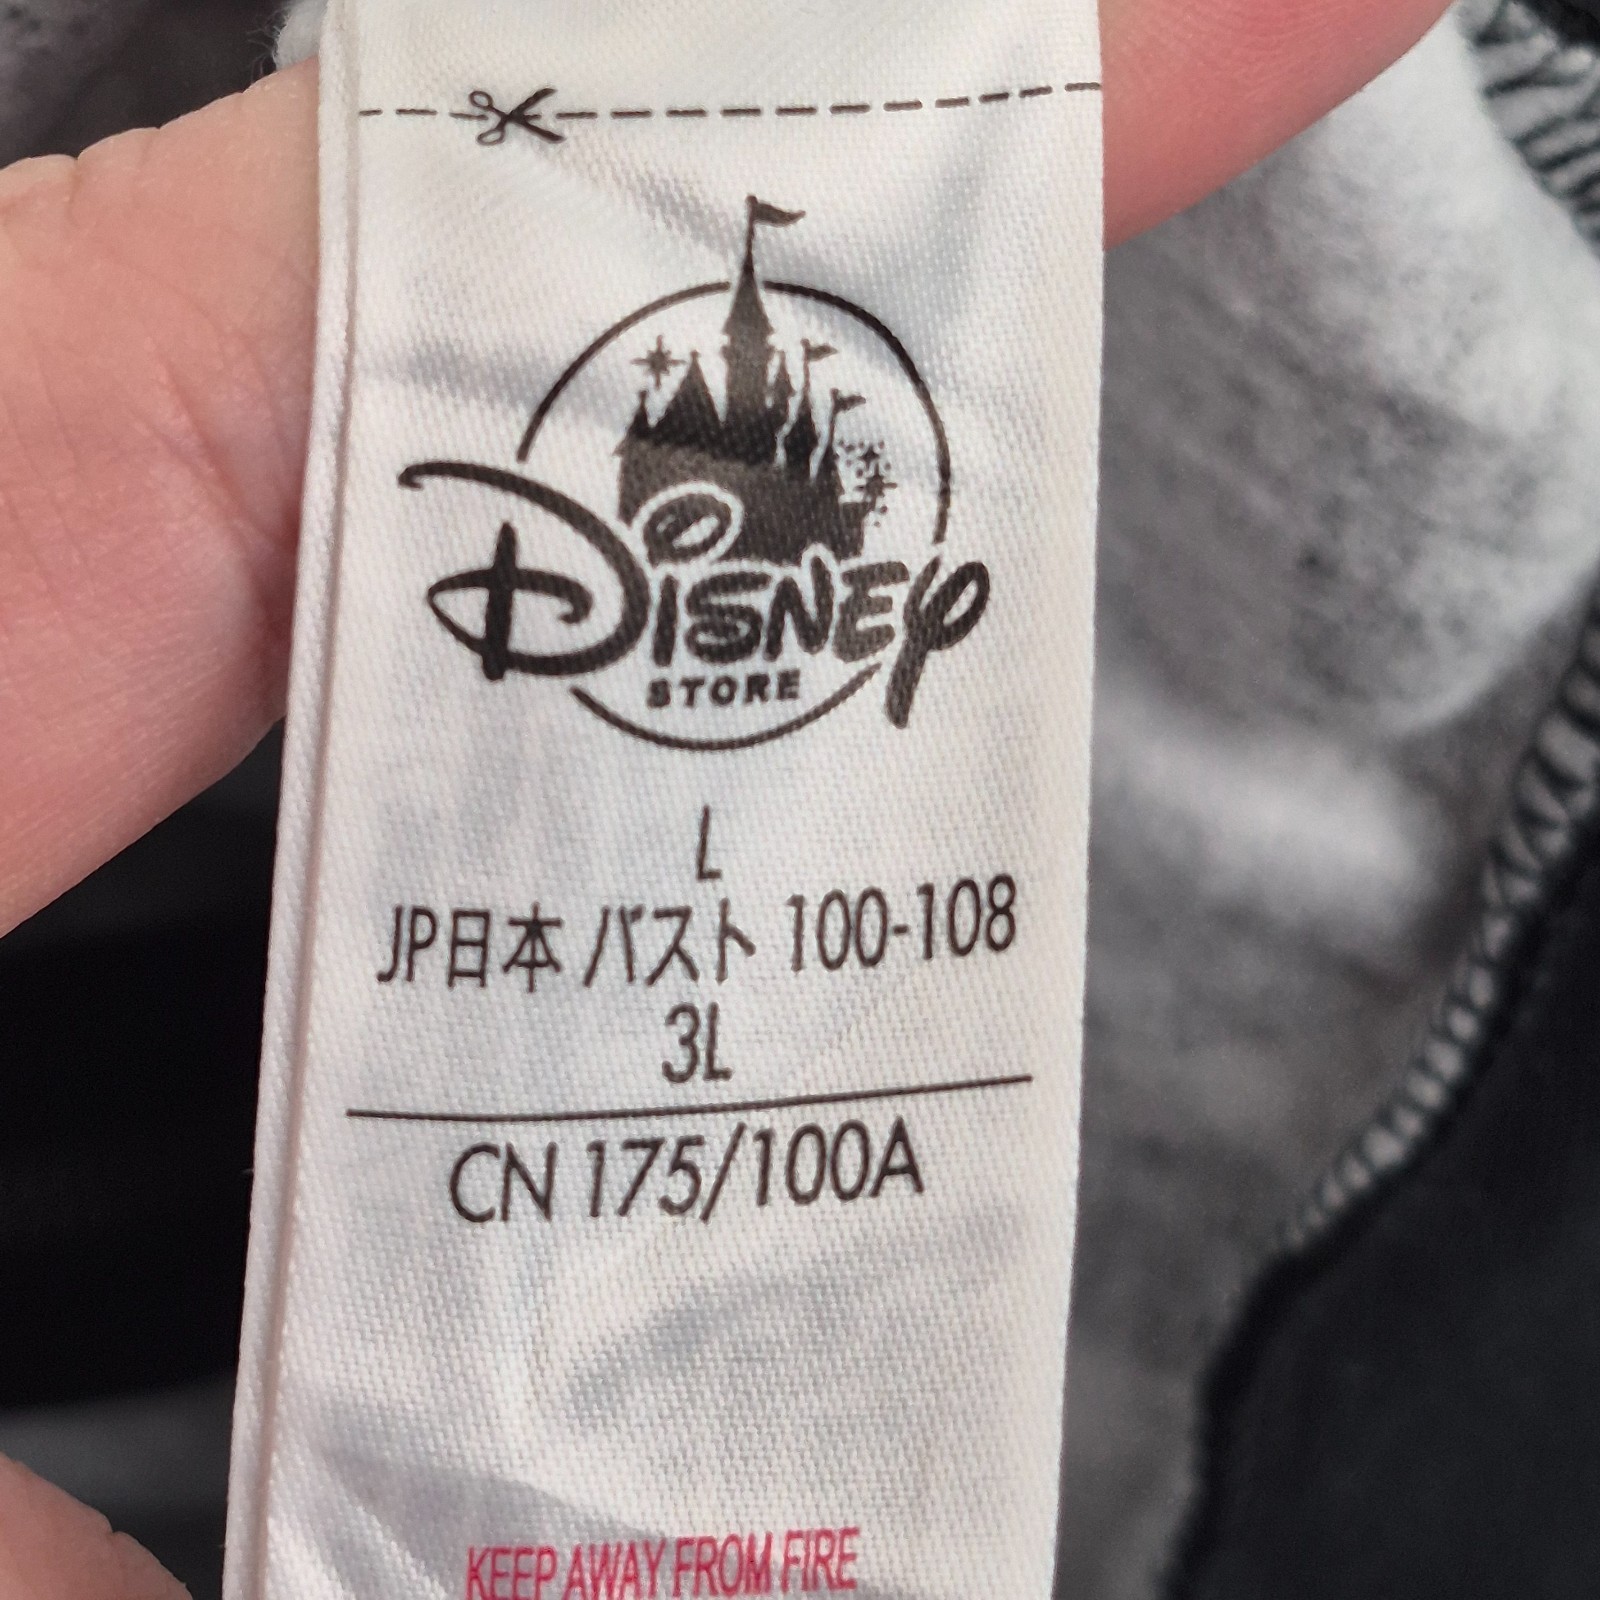 Disney
STORE
L
JP日本 バスト 100-108
3L
CN 175/100A
KEEP AWAY FROM FIRE